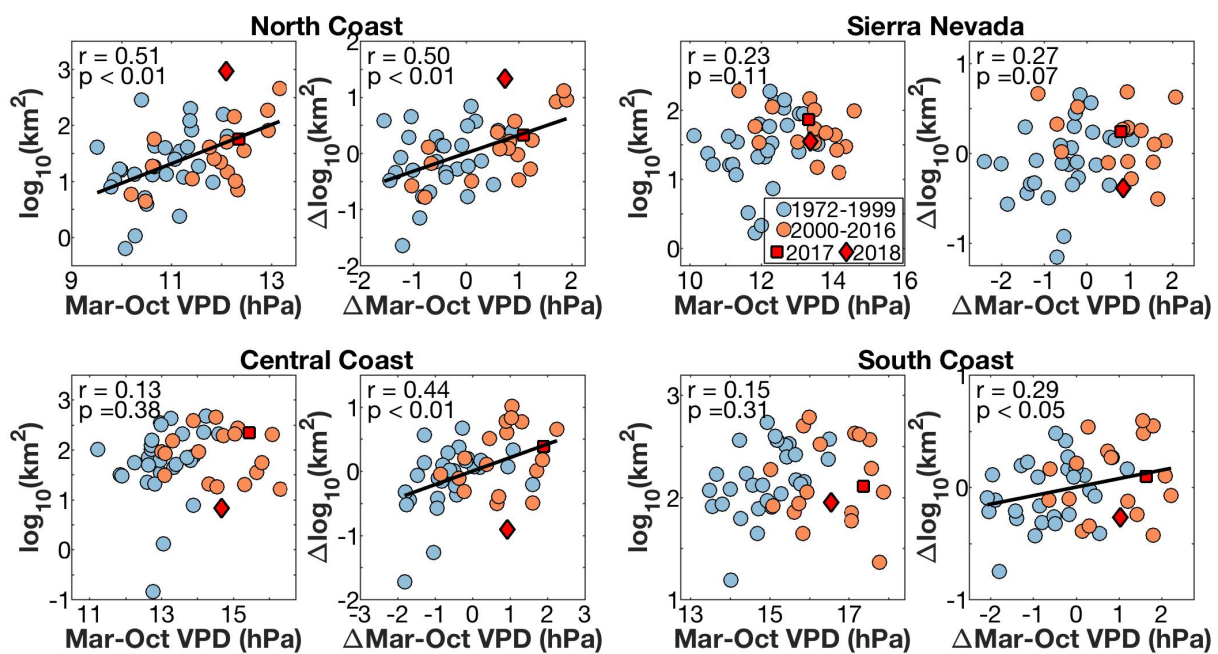 North Coast
r = 0.51
p < 0.01
3
2
1
0
log10(km2)
9 11 13
Mar-Oct VPD (hPa)
r = 0.50
p < 0.01
2
1
0
-1
-2
Δlog10(km2)
-2 -1 0 1 2
ΔMar-Oct VPD (hPa)
Sierra Nevada
r = 0.23
p =0.11
2
1
0
log10(km2)
1972-1999
2000-2016
2017 2018
10 12 14 16
Mar-Oct VPD (hPa)
r = 0.27
p =0.07
1
0
-1
Δlog10(km2)
-2 -1 0 1 2
ΔMar-Oct VPD (hPa)
Central Coast
r = 0.13
p =0.38
3
2
1
0
-1
log10(km2)
11 13 15
Mar-Oct VPD (hPa)
r = 0.44
p < 0.01
1
0
-1
-2
Δlog10(km2)
-3 -2 -1 0 1 2 3
ΔMar-Oct VPD (hPa)
South Coast
r = 0.15
p =0.31
3
2
1
log10(km2)
13 15 17
Mar-Oct VPD (hPa)
r = 0.29
p < 0.05
1
0
-1
Δlog10(km2)
-2 -1 0 1 2
ΔMar-Oct VPD (hPa)